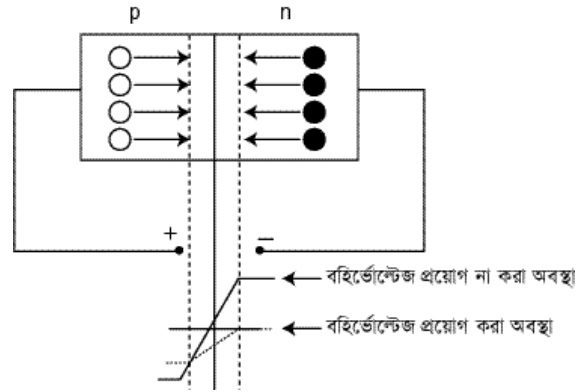 p n
+ −
বহির্ভোল্টেজ প্রয়োগ না করা অবস্থা
বহির্ভোল্টেজ প্রয়োগ করা অবস্থা